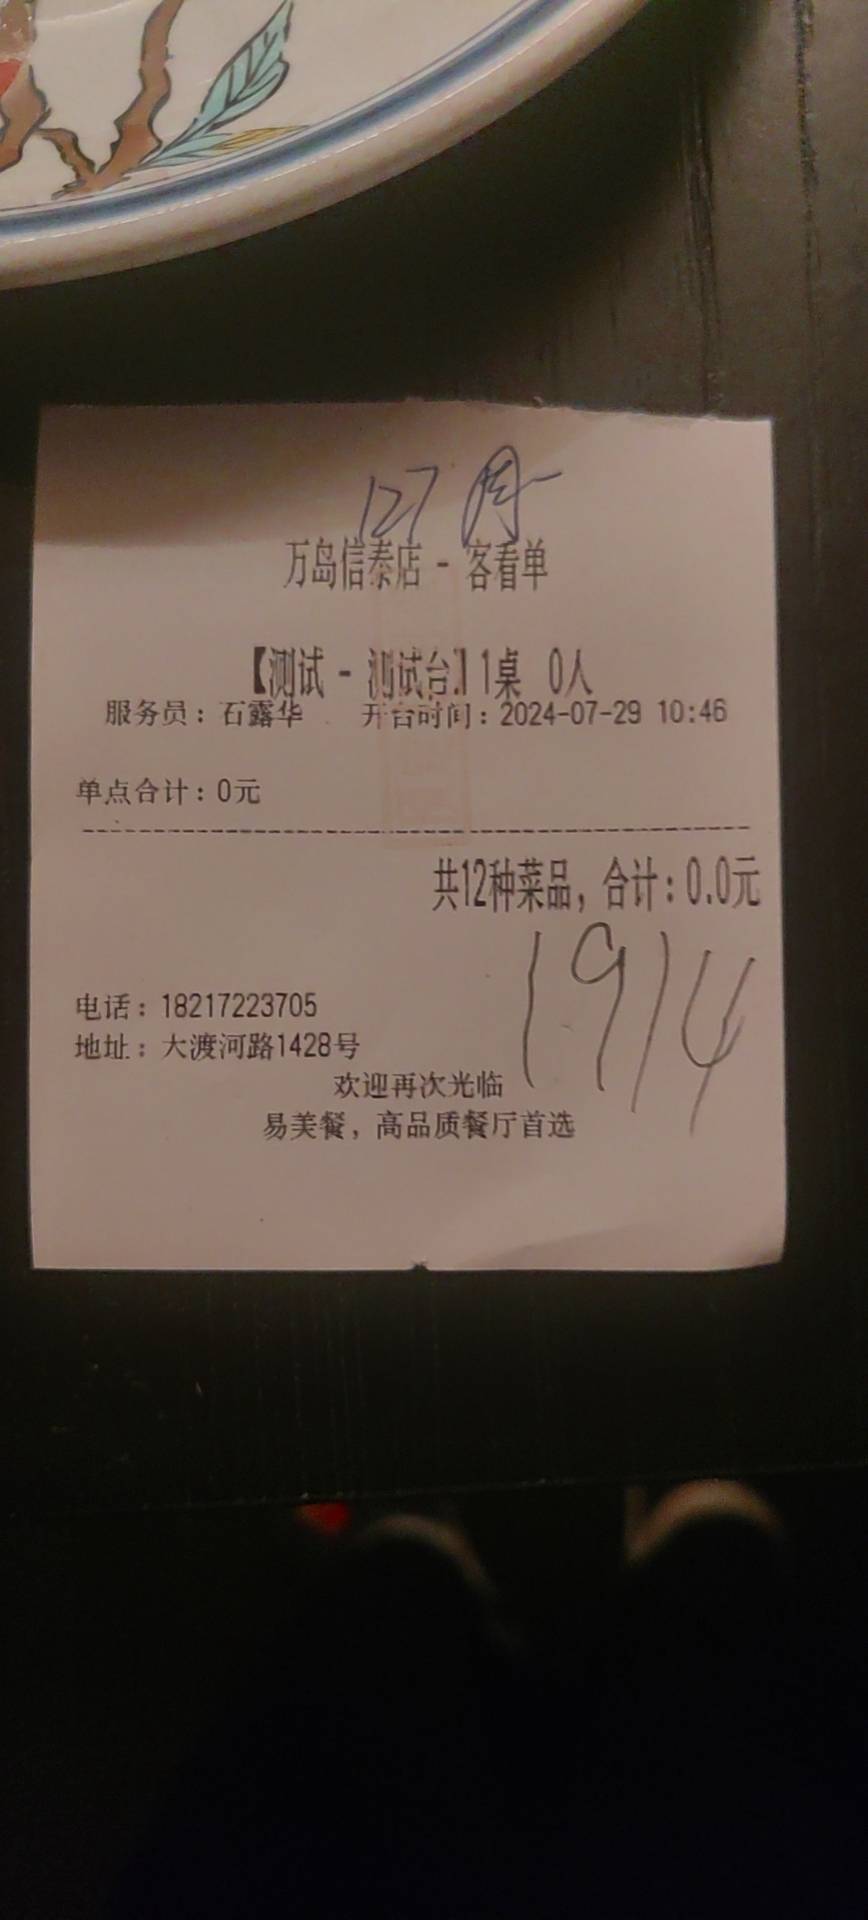 127 周
万岛信泰店 - 客看单
【测试 - 测试台】1桌 0人
服务员：石露华 开台时间：2024-07-29 10:46
单点合计：0元
共12种菜品，合计：0.0元
1914
电话：18217223705
地址：大渡河路1428号
欢迎再次光临
易美餐，高品质餐厅首选